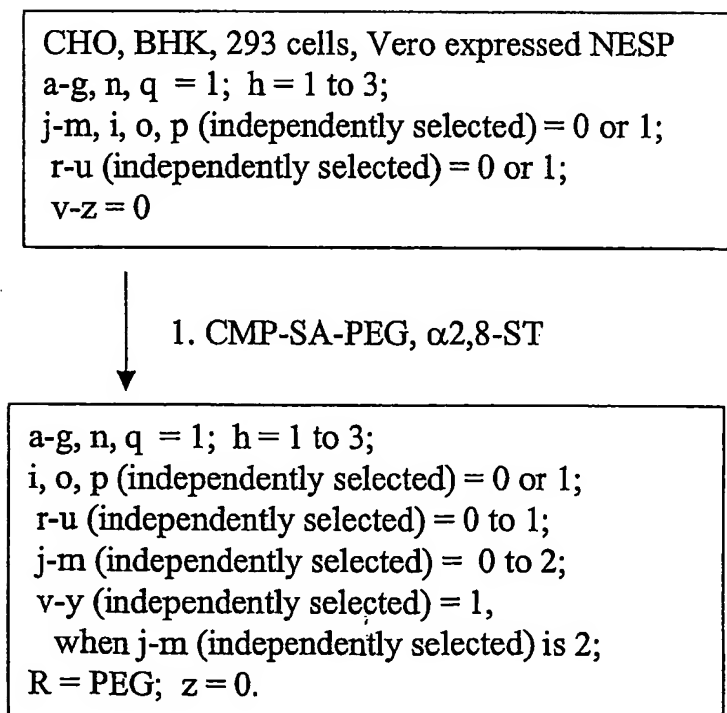 CHO, BHK, 293 cells, Vero expressed NESP
a-g, n, q = 1; h = 1 to 3;
j-m, i, o, p (independently selected) = 0 or 1;
r-u (independently selected) = 0 or 1;
v-z = 0
1. CMP-SA-PEG, α2,8-ST
a-g, n, q = 1; h = 1 to 3;
i, o, p (independently selected) = 0 or 1;
r-u (independently selected) = 0 to 1;
j-m (independently selected) = 0 to 2;
v-y (independently selected) = 1,
when j-m (independently selected) is 2;
R = PEG; z = 0.